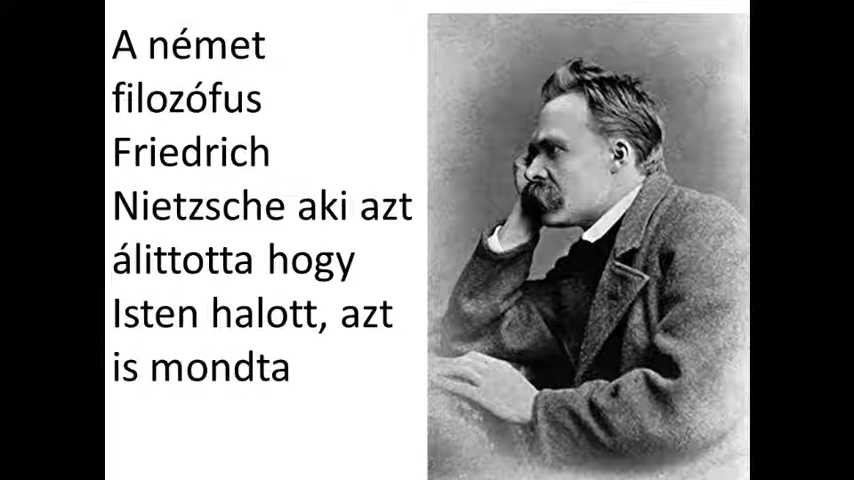 A német
filozófus
Friedrich
Nietzsche aki azt
álittotta hogy
Isten halott, azt
is mondta